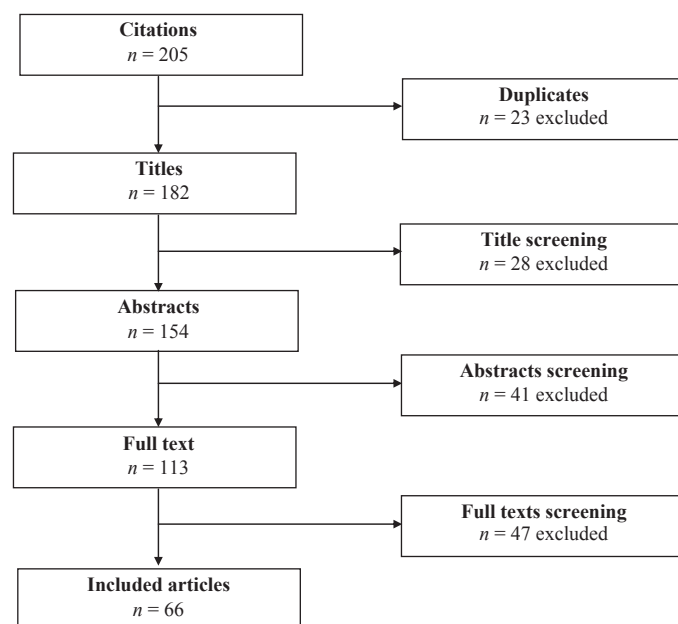 Citations
n = 205
Duplicates
n = 23 excluded
Titles
n = 182
Title screening
n = 28 excluded
Abstracts
n = 154
Abstracts screening
n = 41 excluded
Full text
n = 113
Full texts screening
n = 47 excluded
Included articles
n = 66